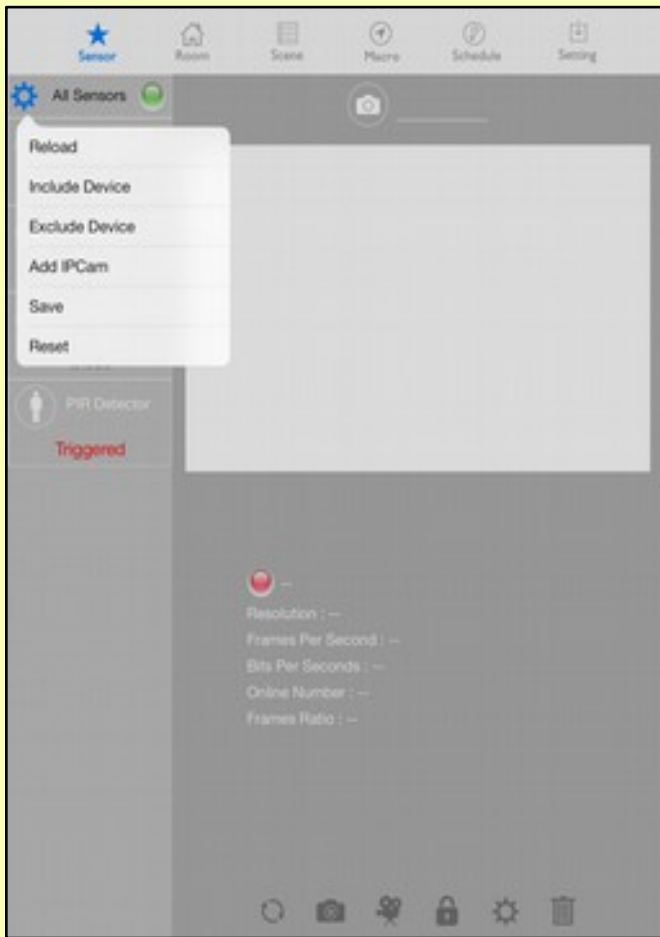 Sensor Room Scene Macro Schedule Setting
All Sensors
Reload
Include Device
Exclude Device
Add IPCam
Save
Reset
PIR Detector
Triggered
--
Resolution : --
Frames Per Second : --
Bits Per Seconds : --
Online Number : --
Frames Ratio : --